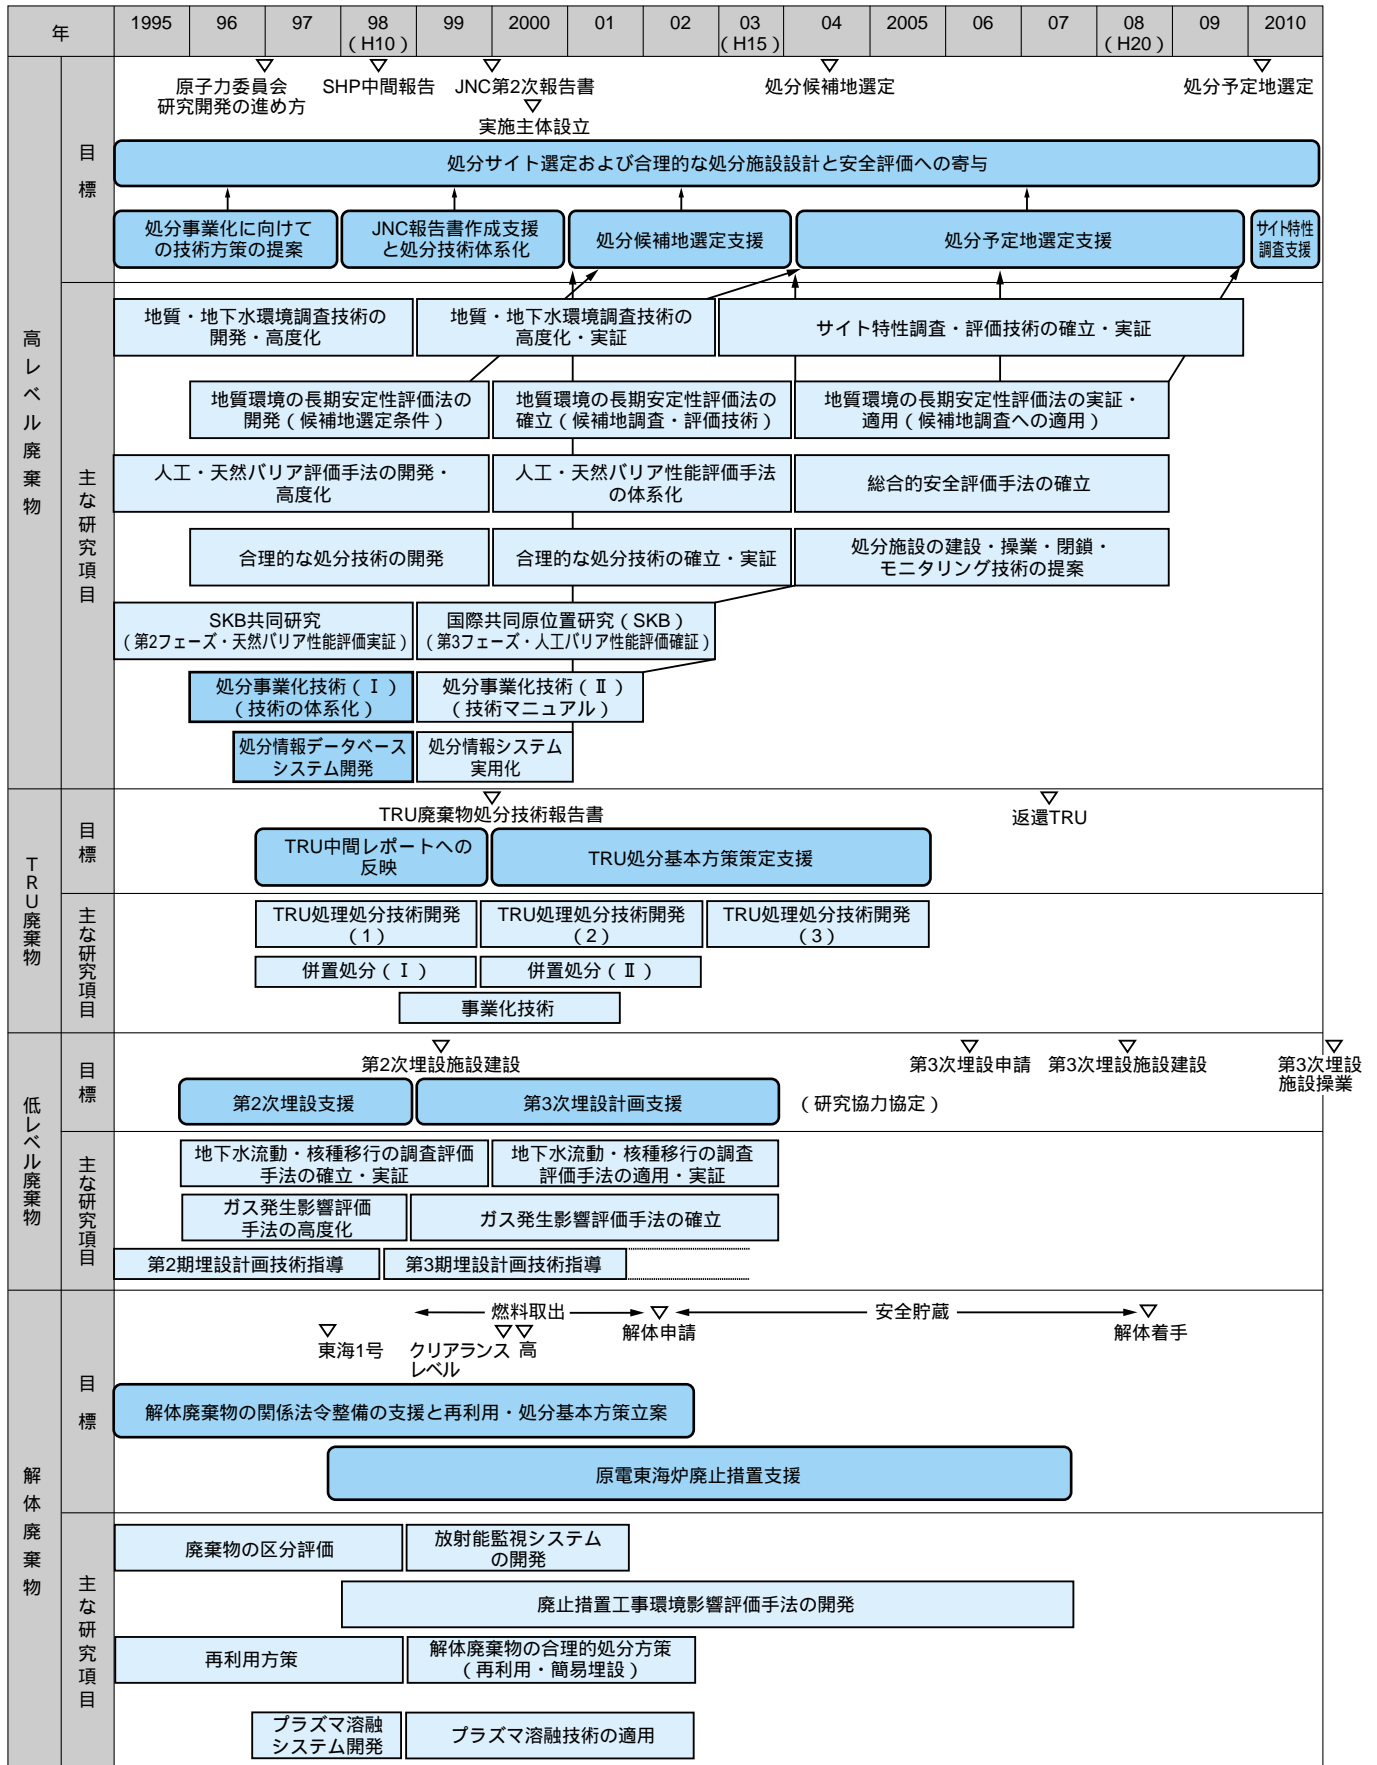 年
1995
96
97
98
（H10）
99
2000
01
02
03
（H15）
04
2005
06
07
08
（H20）
09
2010
高レベル廃棄物
目標
原子力委員会
研究開発の進め方
SHP中間報告
JNC第2次報告書
実施主体設立
処分候補地選定
処分予定地選定
処分サイト選定および合理的な処分施設設計と安全評価への寄与
処分事業化に向けて
の技術方策の提案
JNC報告書作成支援
と処分技術体系化
処分候補地選定支援
処分予定地選定支援
サイト特性
調査支援
主な研究項目
地質・地下水環境調査技術の
開発・高度化
地質・地下水環境調査技術の
高度化・実証
サイト特性調査・評価技術の確立・実証
地質環境の長期安定性評価法の
開発（候補地選定条件）
地質環境の長期安定性評価法の
確立（候補地調査・評価技術）
地質環境の長期安定性評価法の実証・
適用（候補地調査への適用）
人工・天然バリア評価手法の開発・
高度化
人工・天然バリア性能評価手法
の体系化
総合的安全評価手法の確立
合理的な処分技術の開発
合理的な処分技術の確立・実証
処分施設の建設・操業・閉鎖・
モニタリング技術の提案
SKB共同研究
（第2フェーズ・天然バリア性能評価実証）
国際共同原位置研究（SKB）
（第3フェーズ・人工バリア性能評価確証）
処分事業化技術（Ⅰ）
（技術の体系化）
処分事業化技術（Ⅱ）
（技術マニュアル）
処分情報データベース
システム開発
処分情報システム
実用化
TRU廃棄物
目標
TRU廃棄物処分技術報告書
返還TRU
TRU中間レポートへの
反映
TRU処分基本方策策定支援
主な研究項目
TRU処理処分技術開発
（1）
TRU処理処分技術開発
（2）
TRU処理処分技術開発
（3）
併置処分（Ⅰ）
併置処分（Ⅱ）
事業化技術
低レベル廃棄物
目標
第2次埋設施設建設
第3次埋設申請
第3次埋設施設建設
第3次埋設
施設操業
第2次埋設支援
第3次埋設計画支援
（研究協力協定）
主な研究項目
地下水流動・核種移行の調査評価
手法の確立・実証
地下水流動・核種移行の調査
評価手法の適用・実証
ガス発生影響評価
手法の高度化
ガス発生影響評価手法の確立
第2期埋設計画技術指導
第3期埋設計画技術指導
解体廃棄物
目標
燃料取出
安全貯蔵
東海1号
クリアランス
レベル
高
解体申請
解体着手
解体廃棄物の関係法令整備の支援と再利用・処分基本方策立案
原電東海炉廃止措置支援
主な研究項目
廃棄物の区分評価
放射能監視システム
の開発
廃止措置工事環境影響評価手法の開発
再利用方策
解体廃棄物の合理的処分方策
（再利用・簡易埋設）
プラズマ溶融
システム開発
プラズマ溶融技術の適用